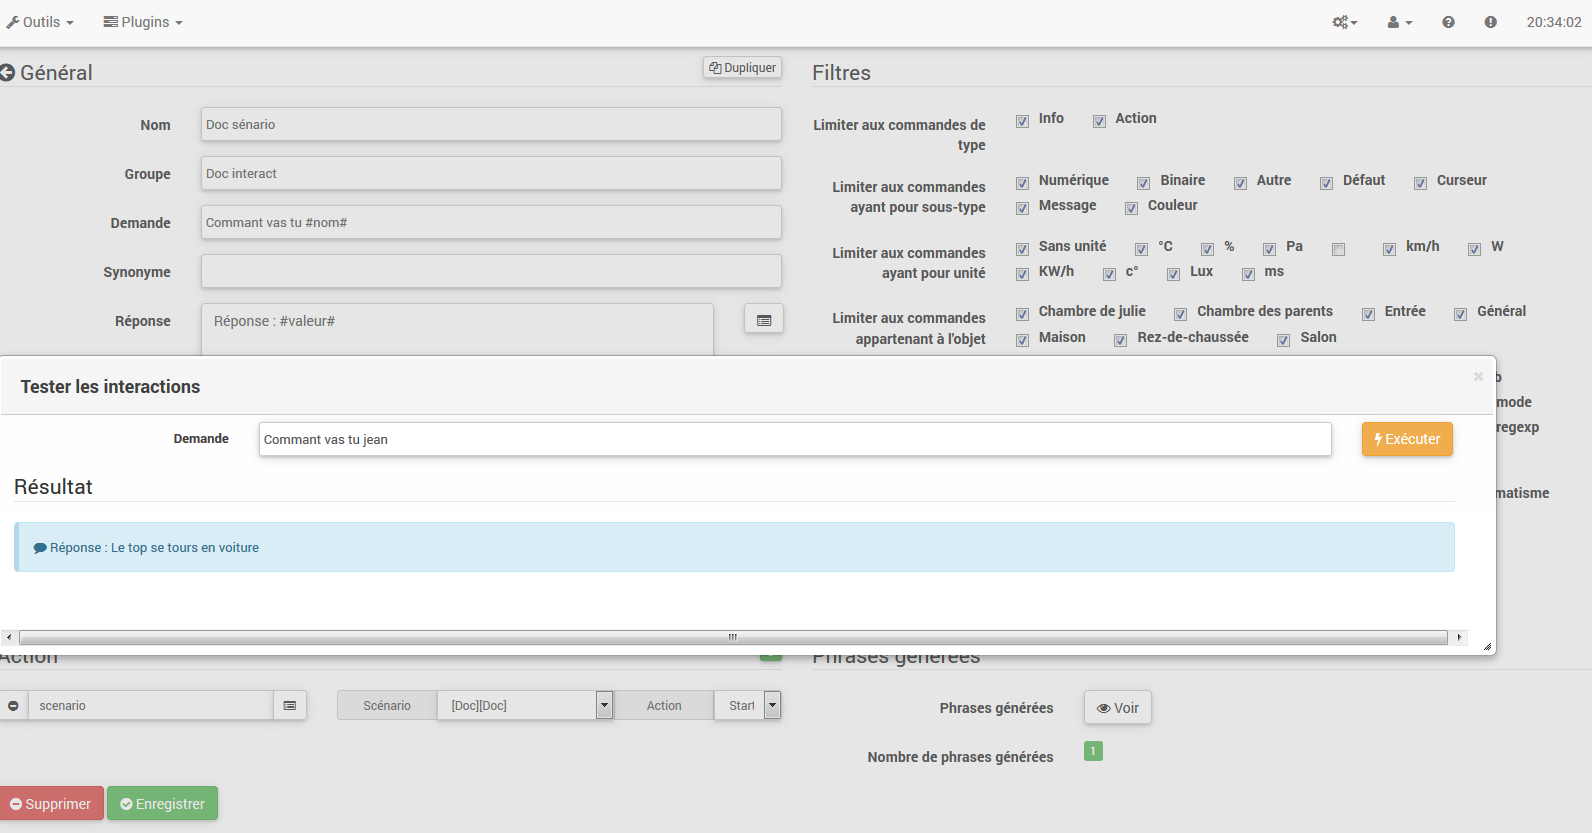 Outils Plugins 20:34:02
Général Dupliquer
Nom Doc sénario
Groupe Doc interact
Demande Commant vas tu #nom#
Synonyme
Réponse Réponse : #valeur#
Filtres
Limiter aux commandes de type Info Action
Limiter aux commandes ayant pour sous-type Numérique Binaire Autre Défaut Curseur
Message Couleur
Limiter aux commandes ayant pour unité Sans unité °C % Pa km/h W
KW/h c° Lux ms
Limiter aux commandes appartenant à l'objet Chambre de julie Chambre des parents Entrée Général
Maison Rez-de-chaussée Salon
b
mode
regexp
matisme
Tester les interactions ×
Demande Commant vas tu jean Exécuter
Résultat
Réponse : Le top se tours en voiture
Action
scenario Scénario [Doc][Doc] Action Start
Supprimer Enregistrer
Phrases générées
Phrases générées Voir
Nombre de phrases générées 1